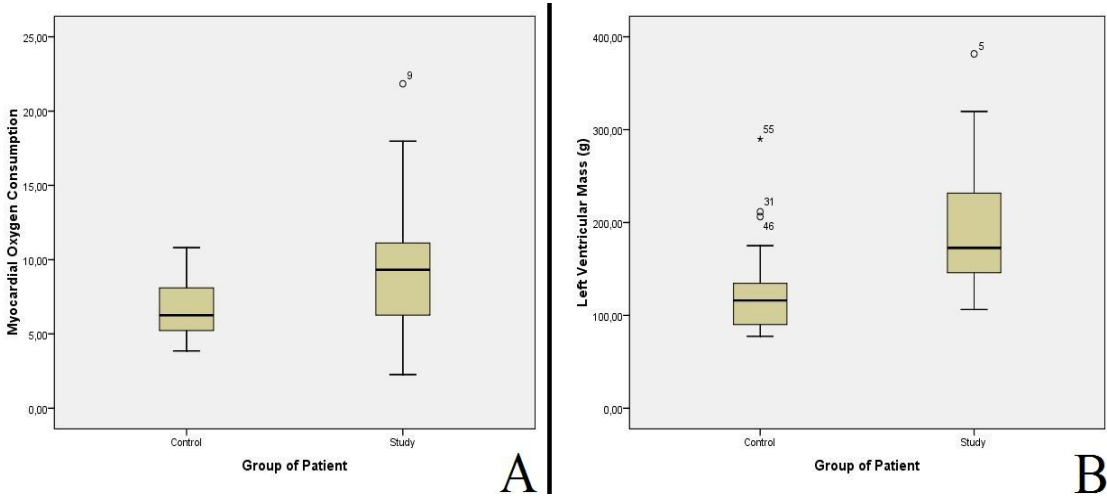 25,00
20,00
15,00
10,00
5,00
0,00
Myocardial Oxygen Consumption
9
Control
Study
Group of Patient
A
400,00
300,00
200,00
100,00
0,00
Left Ventricular Mass (g)
5
55
31
46
Control
Study
Group of Patient
B